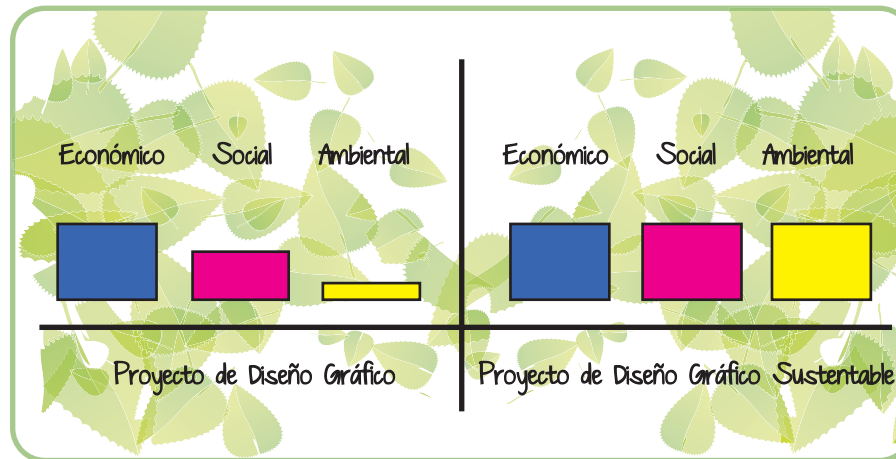 Económico Social Ambiental
Económico Social Ambiental
Proyecto de Diseño Gráfico
Proyecto de Diseño Gráfico Sustentable